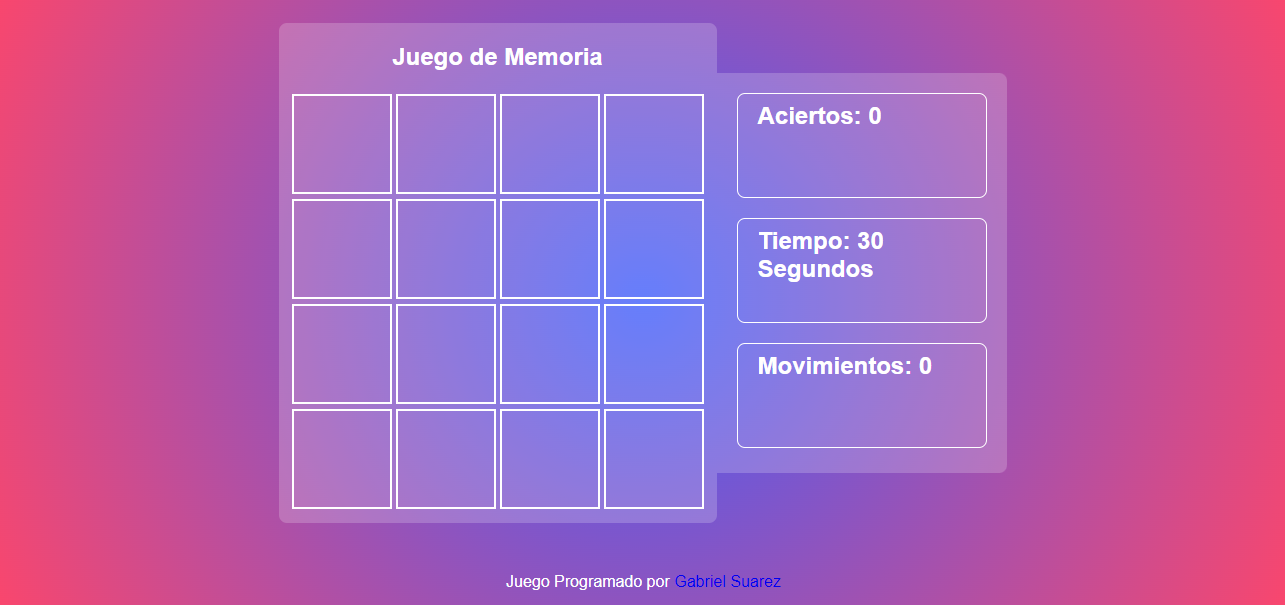 Juego de Memoria
Aciertos: 0
Tiempo: 30
Segundos
Movimientos: 0
Juego Programado por Gabriel Suarez